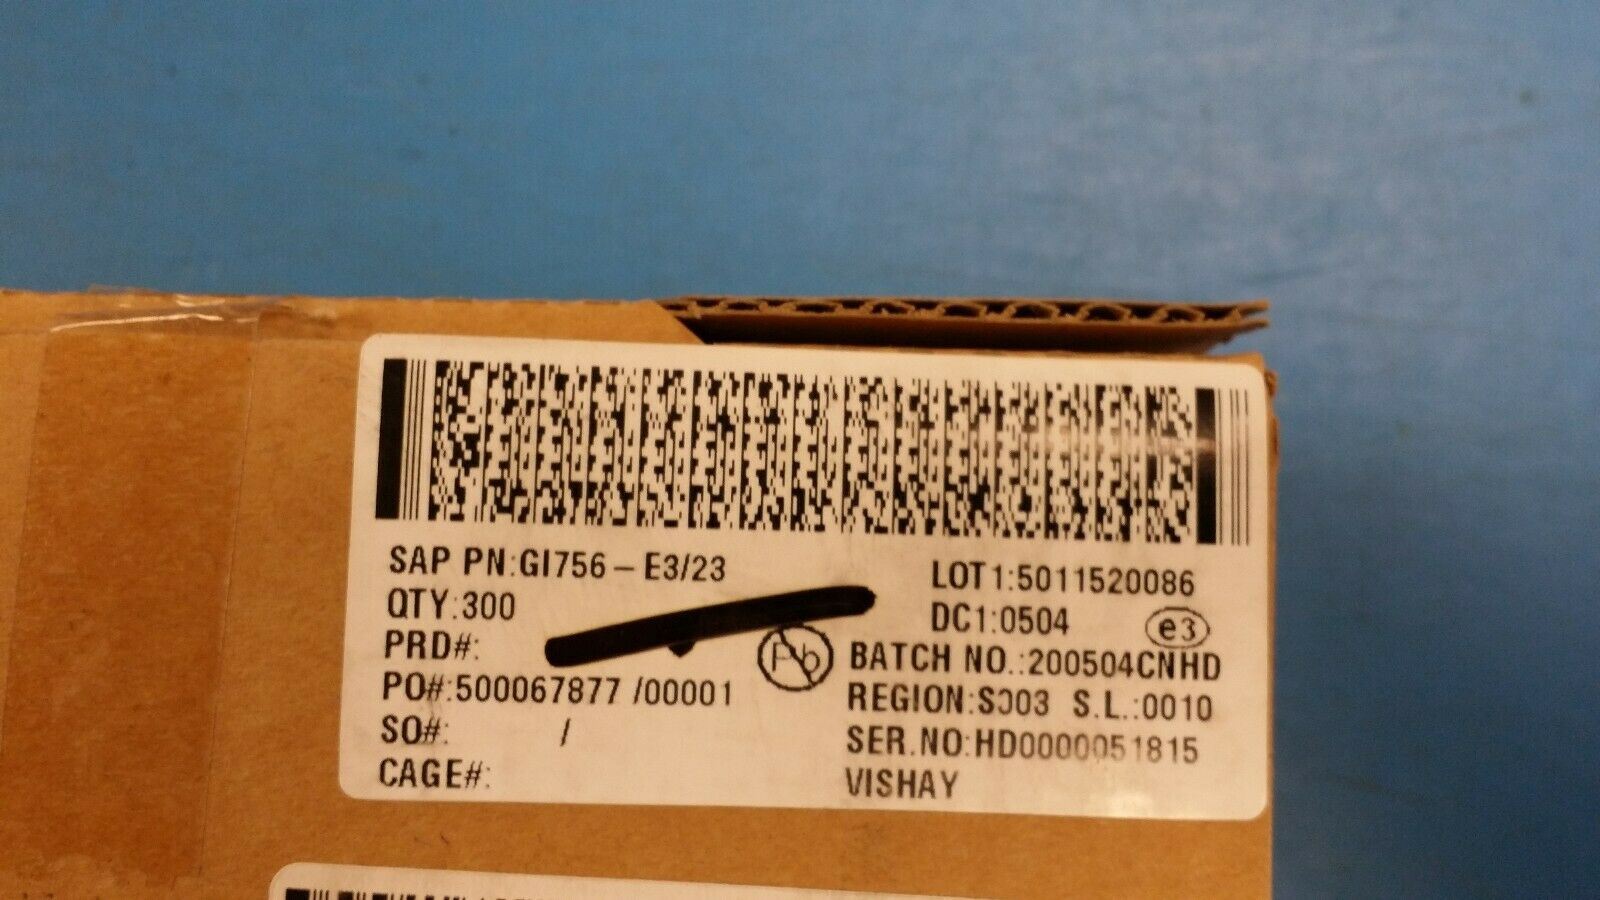 SAP PN:GI756 – E3/23
QTY:300
PRD#:
PO#:500067877 /00001
SO#: /
CAGE#:
LOT1:5011520086
DC1:0504 e3
Pb
BATCH NO.:200504CNHD
REGION:S003 S.L.:0010
SER.NO:HD0000051815
VISHAY